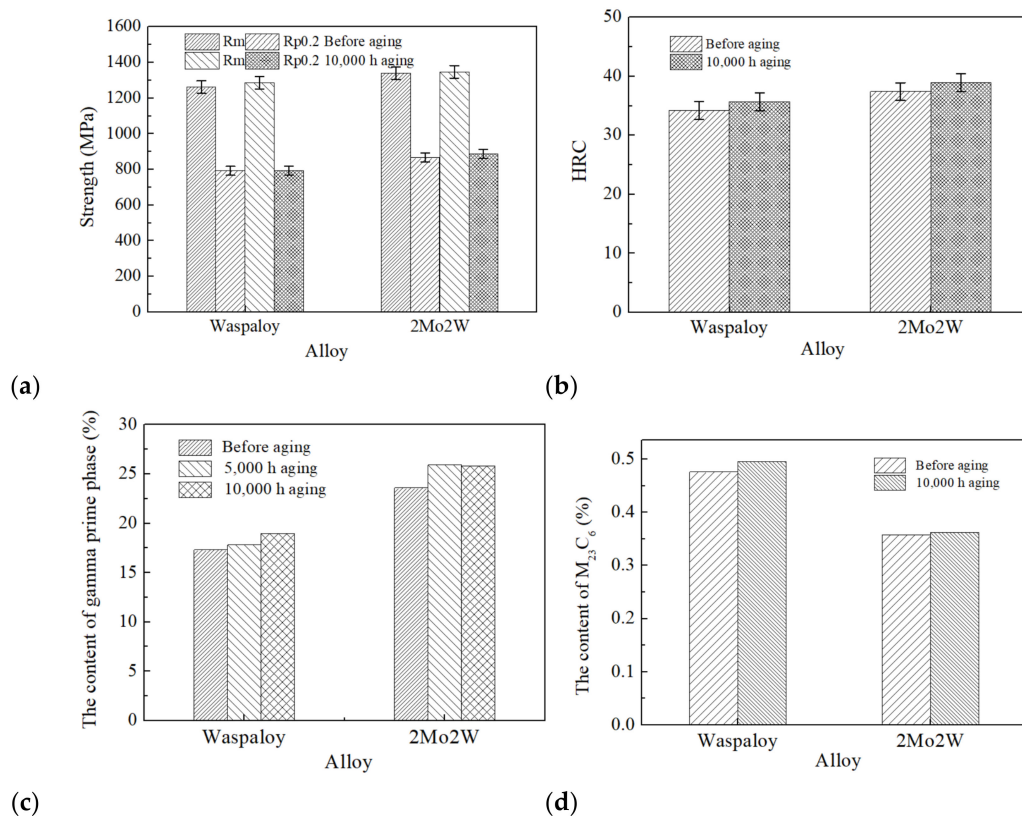 1600
1400
1200
1000
800
600
400
200
0
Strength (MPa)
Rm Rp0.2 Before aging
Rm Rp0.2 10,000 h aging
Waspaloy 2Mo2W
Alloy
(a)
50
40
30
20
10
0
HRC
Before aging
10,000 h aging
Waspaloy 2Mo2W
Alloy
(b)
30
25
20
15
10
5
0
The content of gamma prime phase (%)
Before aging
5,000 h aging
10,000 h aging
Waspaloy 2Mo2W
Alloy
(c)
0.5
0.4
0.3
0.2
0.1
0.0
The content of M₂₃C₆ (%)
Before aging
10,000 h aging
Waspaloy 2Mo2W
Alloy
(d)